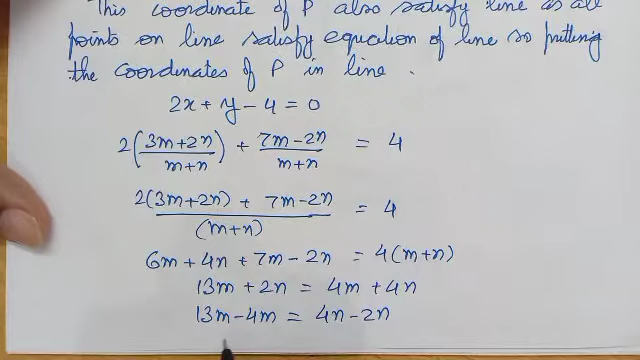 This coordinate of P also satisfy line as all
points on line satisfy equation of line so putting
the coordinates of P in line.
2x + y - 4 = 0
2(3m+2n/m+n) + 7m-2n/m+n = 4
2(3m+2n) + 7m-2n/(m+n) = 4
6m + 4n + 7m - 2n = 4(m+n)
13m + 2n = 4m + 4n
13m - 4m = 4n - 2n